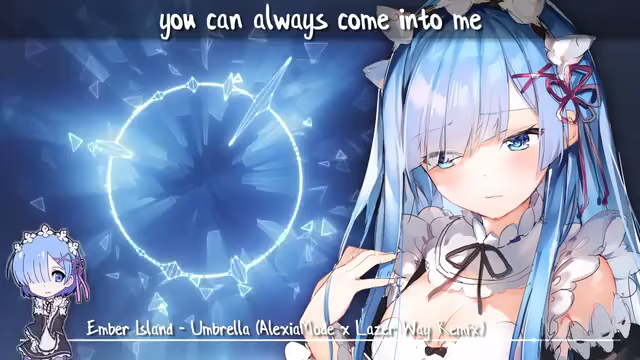 you can always come into me
Ember Island - Umbrella (AlexiaMode x Lazer Way Remix)